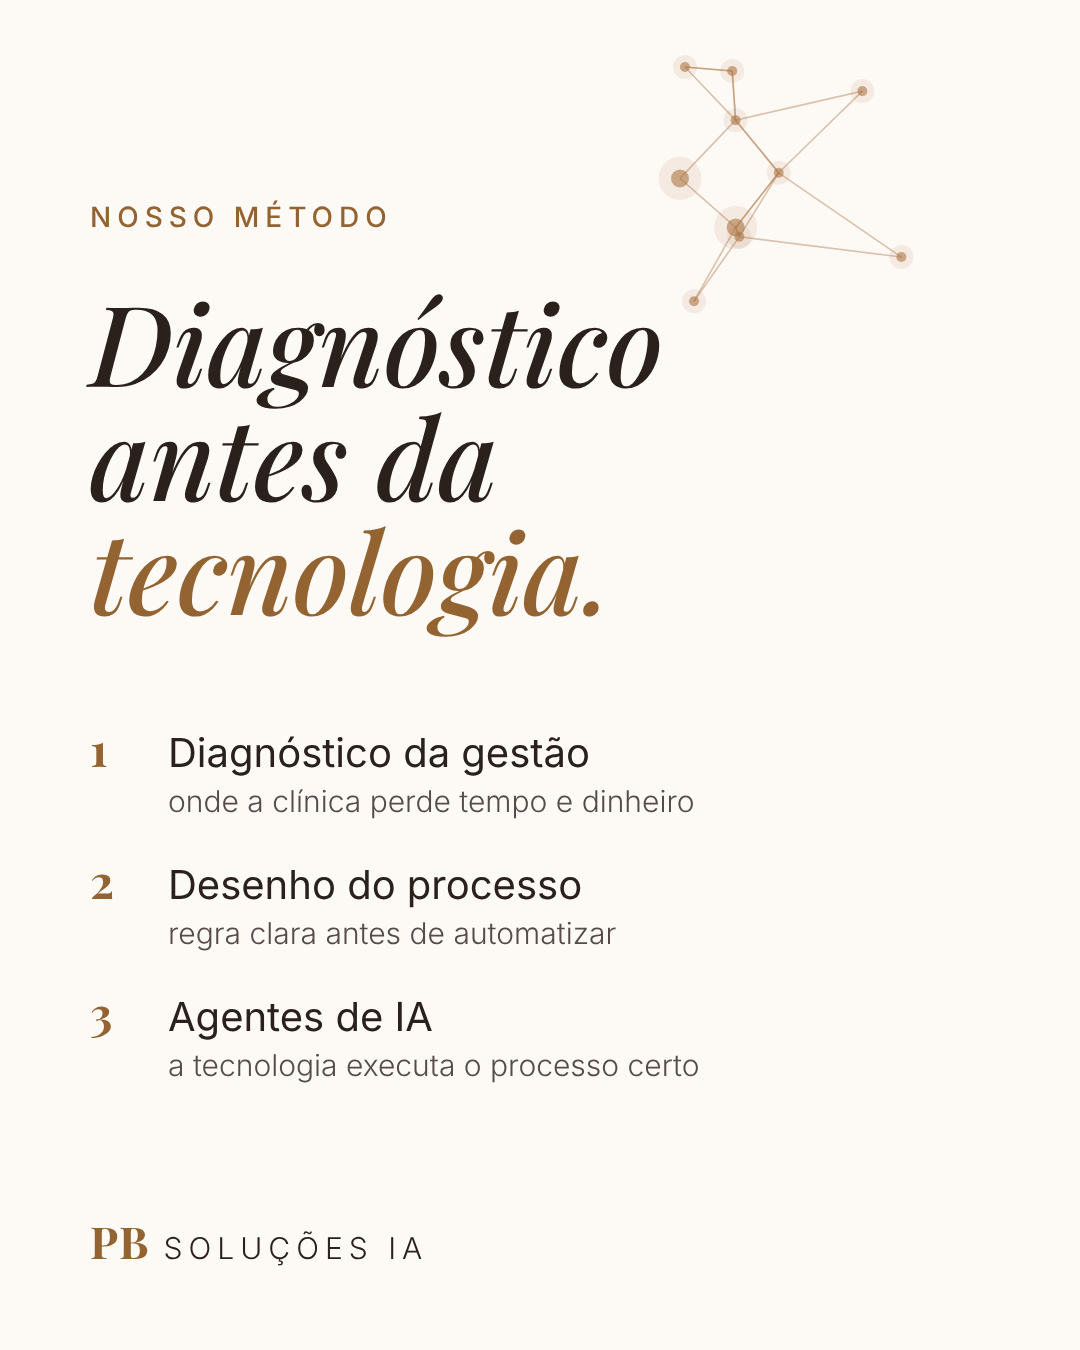 NOSSO MÉTODO
Diagnóstico
antes da
tecnologia.
1 Diagnóstico da gestão
onde a clínica perde tempo e dinheiro
2 Desenho do processo
regra clara antes de automatizar
3 Agentes de IA
a tecnologia executa o processo certo
PB SOLUÇÕES IA